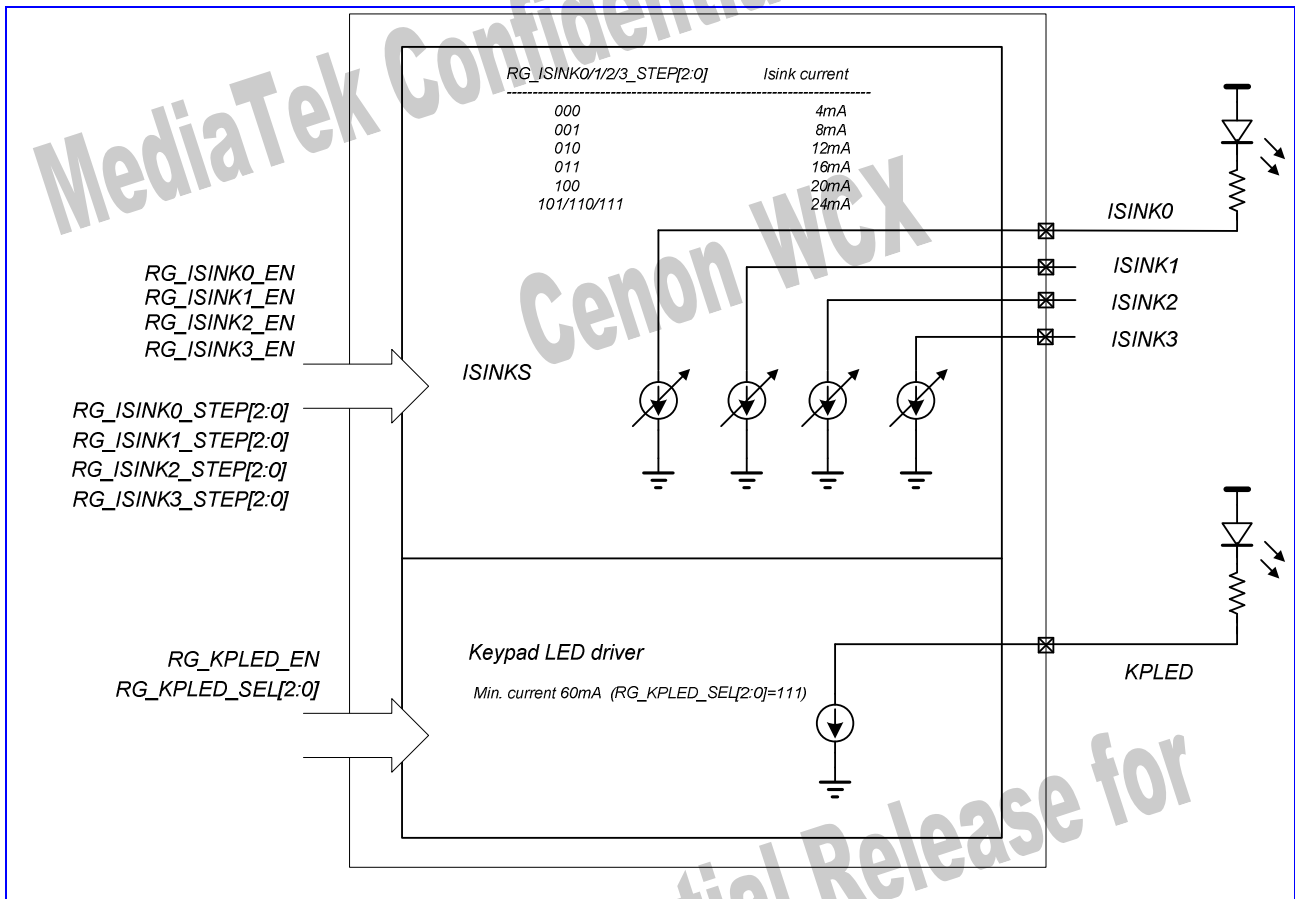 MediaTek Confidential
RG_ISINK0/1/2/3_STEP[2:0] Isink current
000 4mA
001 8mA
010 12mA
011 16mA
100 20mA
101/110/111 24mA
Cenon WCX
ISINK0
ISINK1
ISINK2
ISINK3
RG_ISINK0_EN
RG_ISINK1_EN
RG_ISINK2_EN
RG_ISINK3_EN
ISINKS
RG_ISINK0_STEP[2:0]
RG_ISINK1_STEP[2:0]
RG_ISINK2_STEP[2:0]
RG_ISINK3_STEP[2:0]
RG_KPLED_EN
RG_KPLED_SEL[2:0]
Keypad LED driver
Min. current 60mA (RG_KPLED_SEL[2:0]=111)
KPLED
Release for